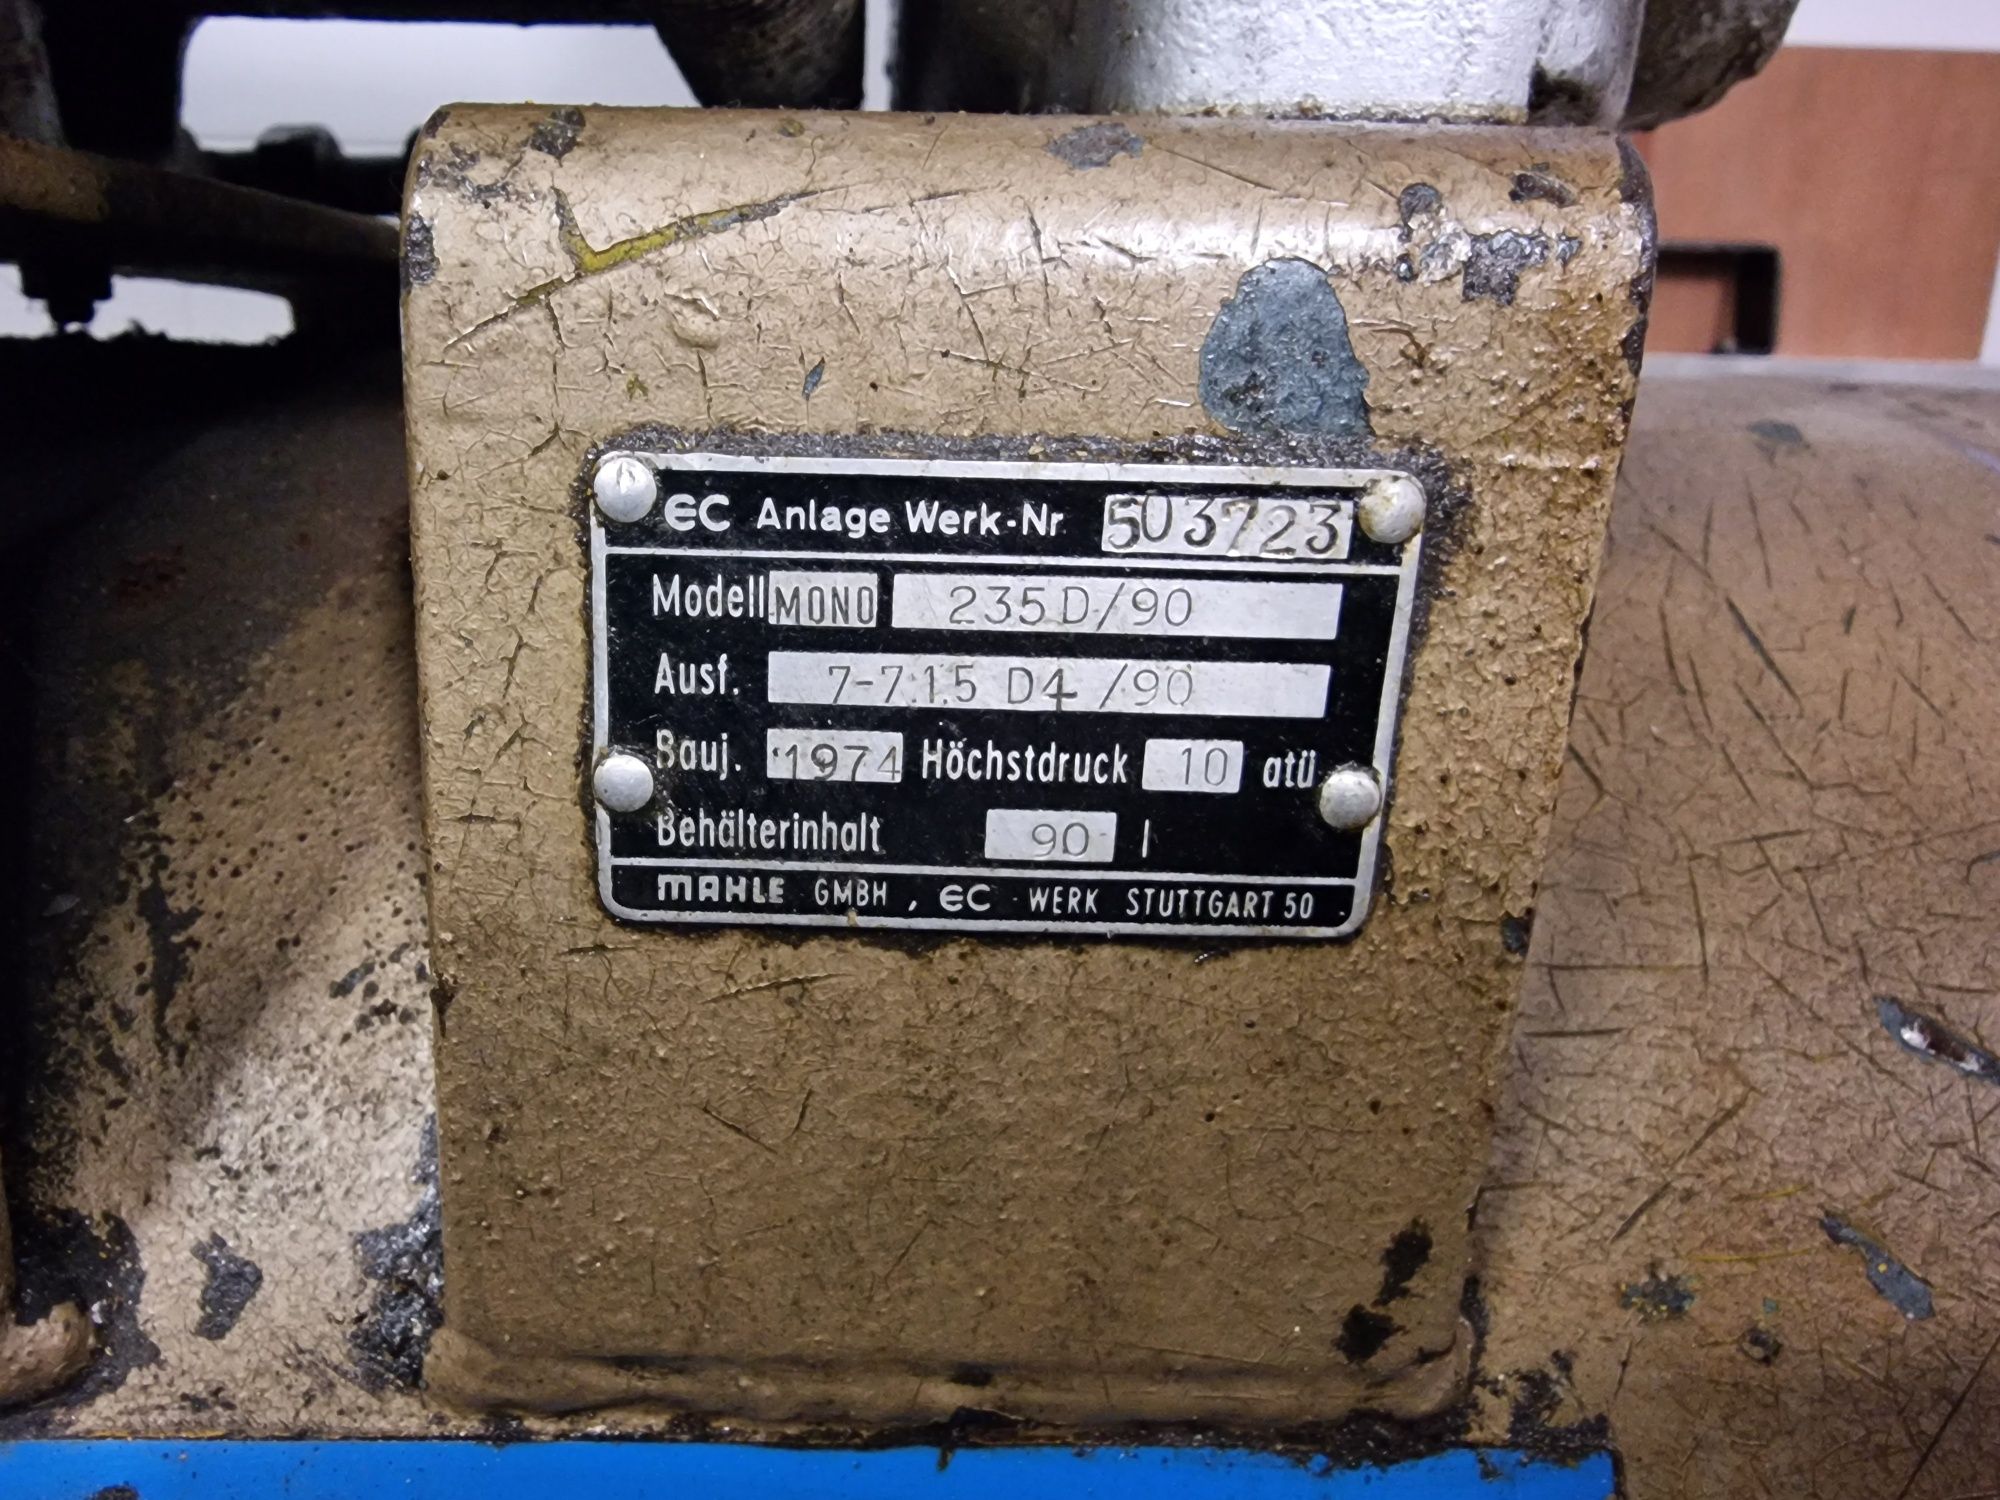 EC Anlage Werk-Nr 503723
Modell MONO 235D/90
Ausf. 7-7.1.5 D4 /90
Bauj. 1974 Höchstdruck 10 atü
Behälterinhalt 90 l
MAHLE GMBH, EC · WERK STUTTGART 50